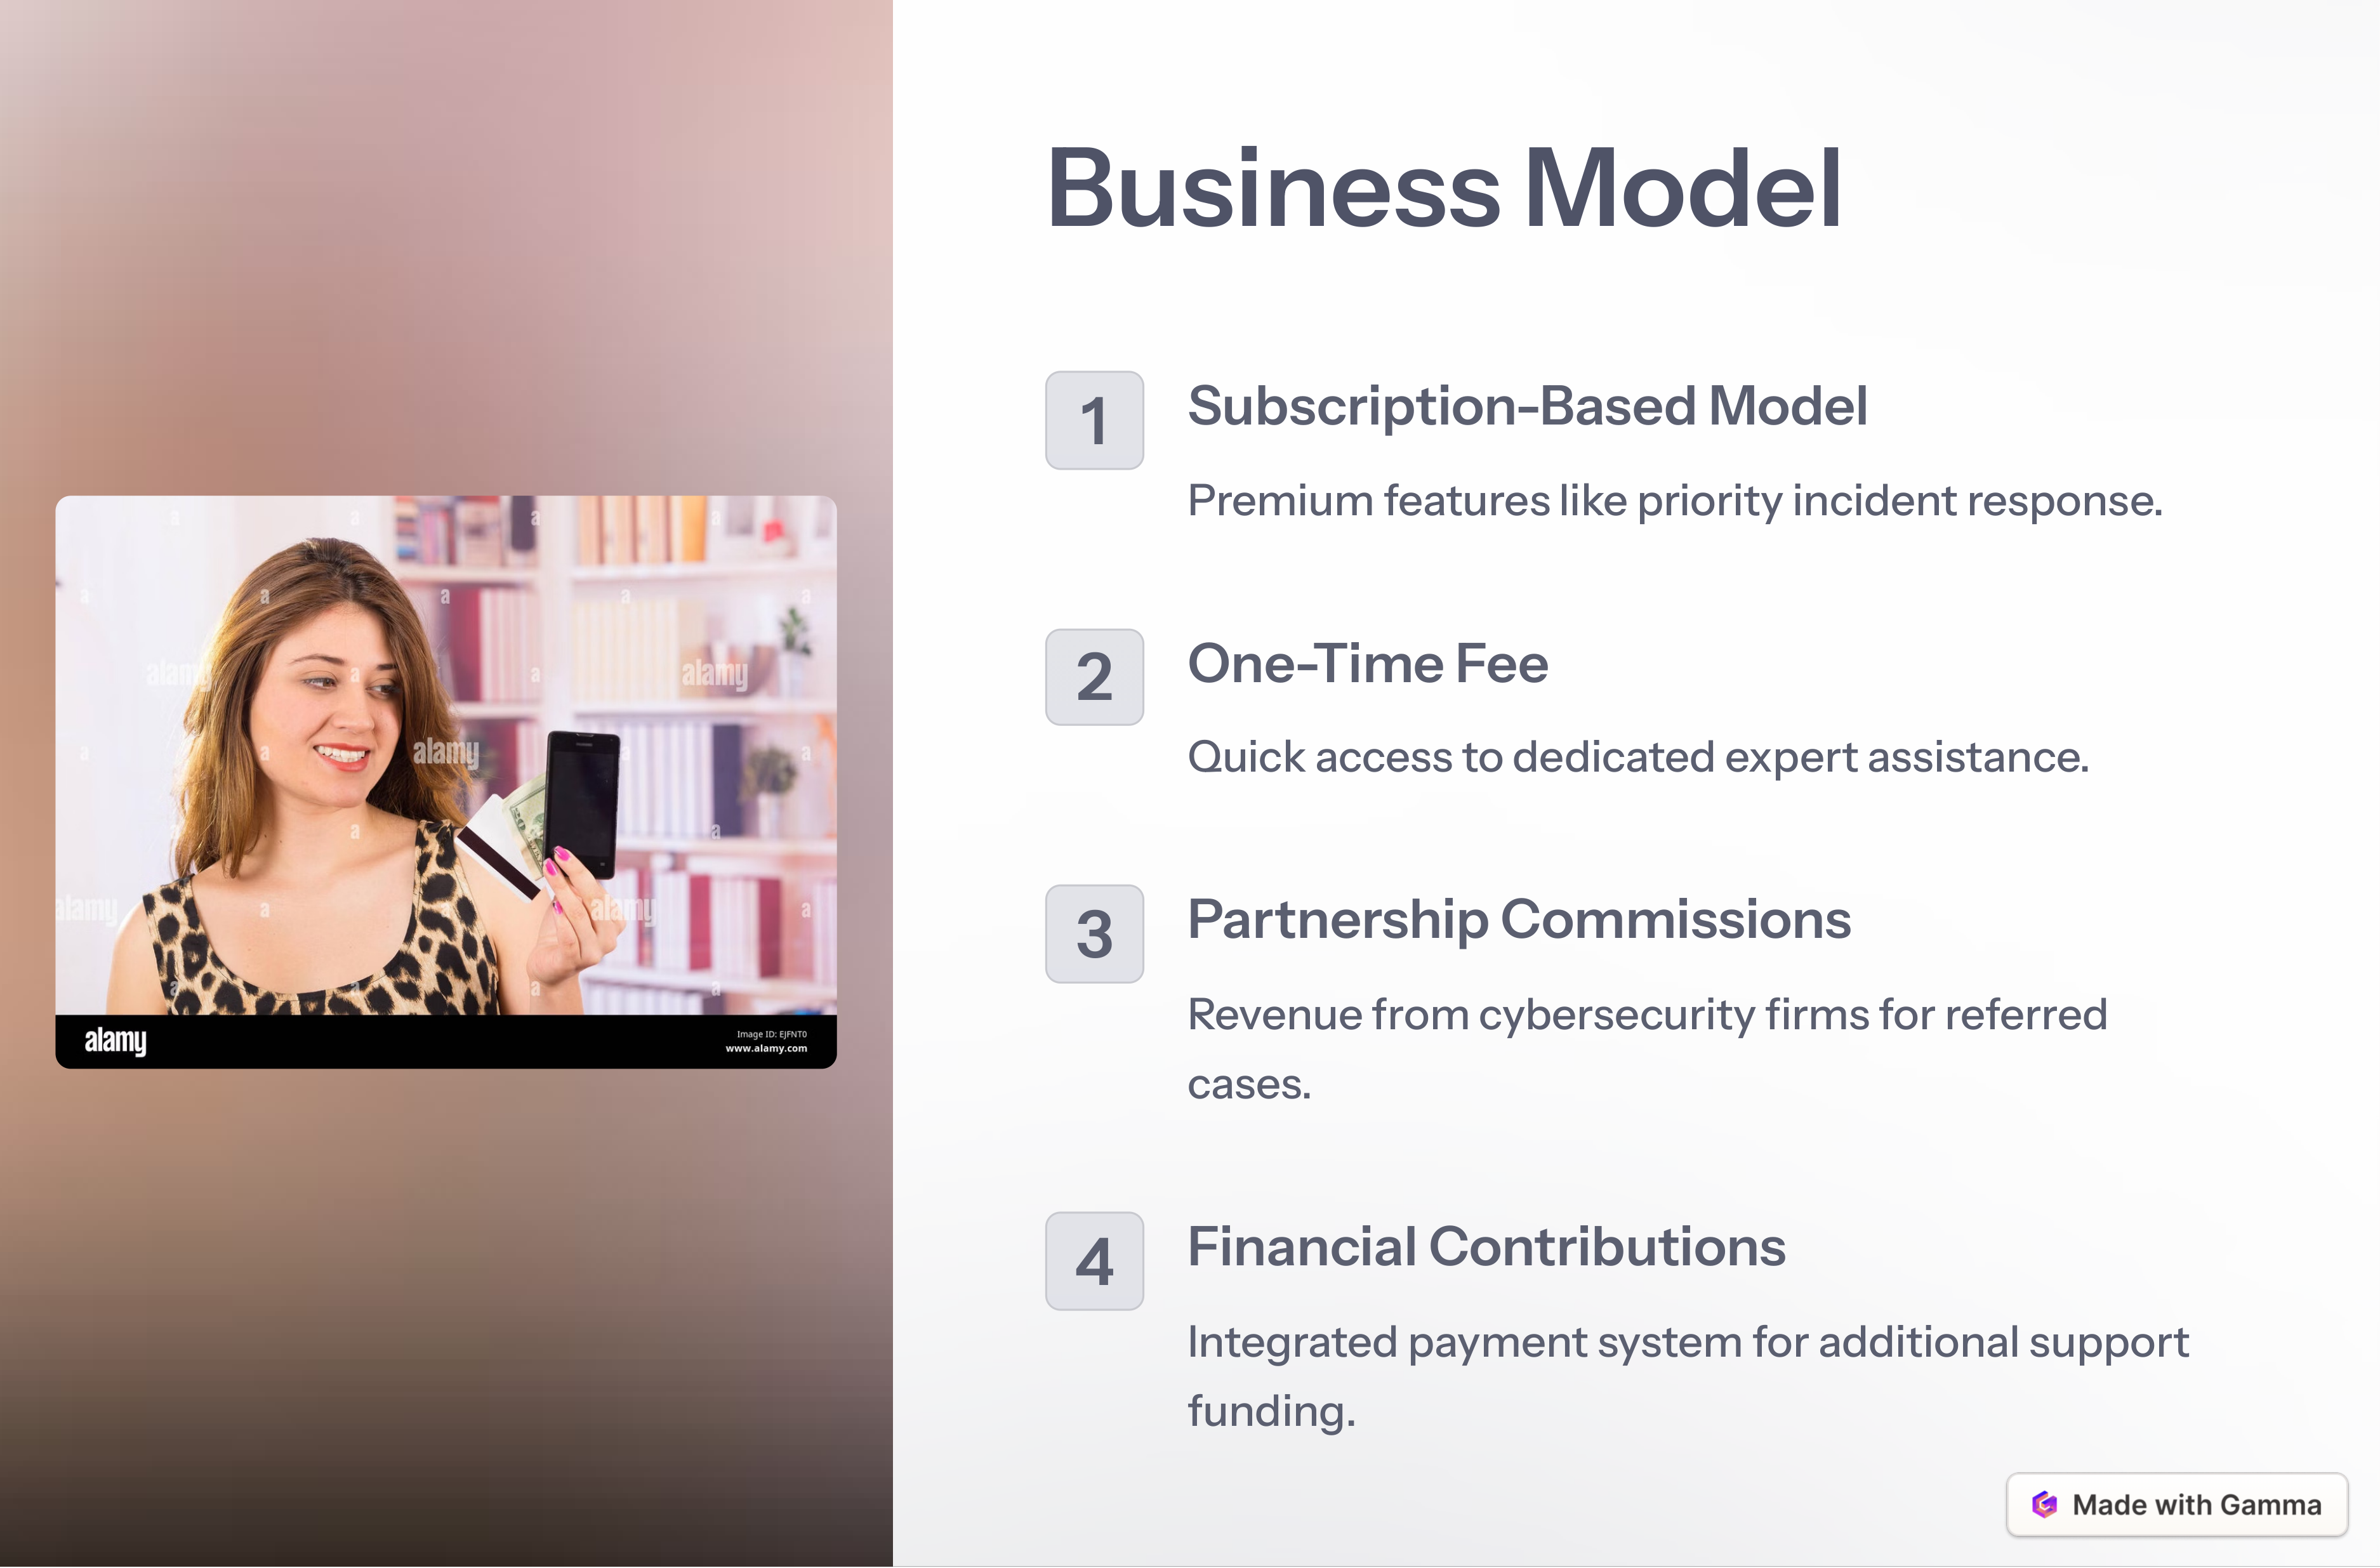 Business Model
1
Subscription-Based Model
Premium features like priority incident response.
2
One-Time Fee
Quick access to dedicated expert assistance.
3
Partnership Commissions
Revenue from cybersecurity firms for referred
cases.
4
Financial Contributions
Integrated payment system for additional support
funding.
a a a a
a a a a a
alamy a a alamy
a a alamy a a
a a a
alamy a a alamy a
a a a a
alamy
Image ID: EJFNT0
www.alamy.com
Made with Gamma